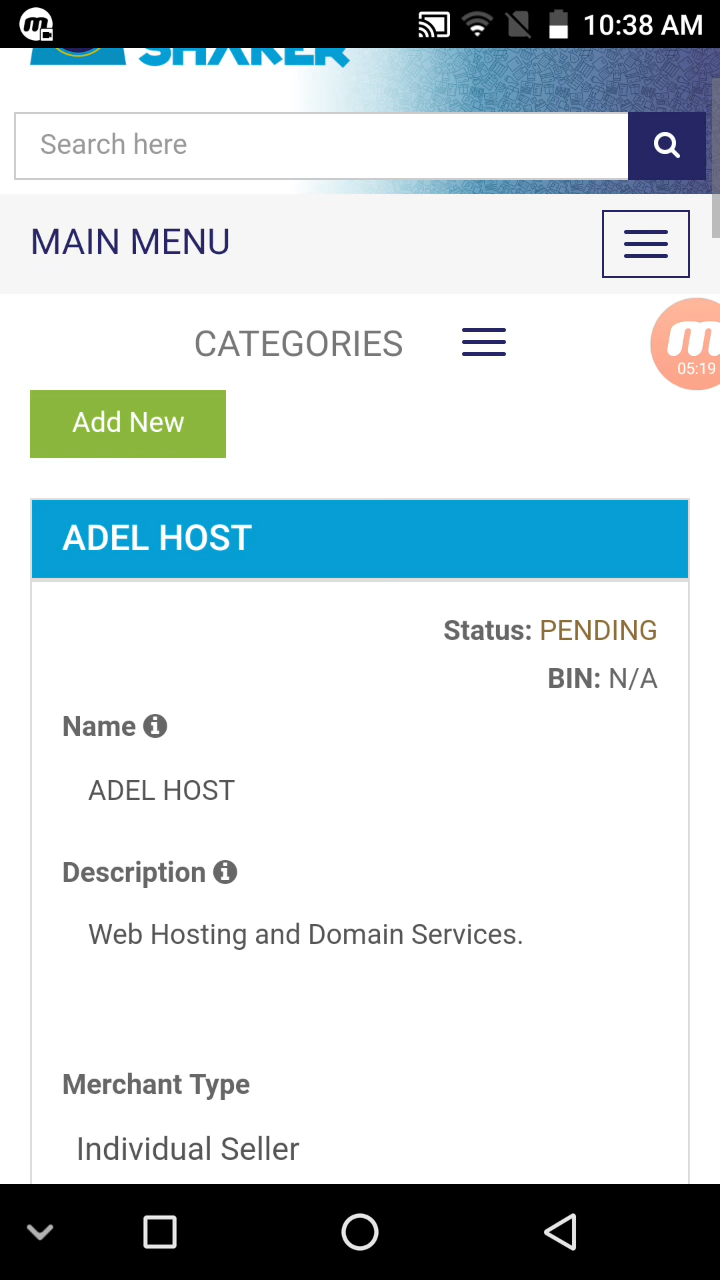 10:38 AM
SHAKER
Search here
MAIN MENU
CATEGORIES
05:19
Add New
ADEL HOST
Status: PENDING
BIN: N/A
Name
ADEL HOST
Description
Web Hosting and Domain Services.
Merchant Type
Individual Seller